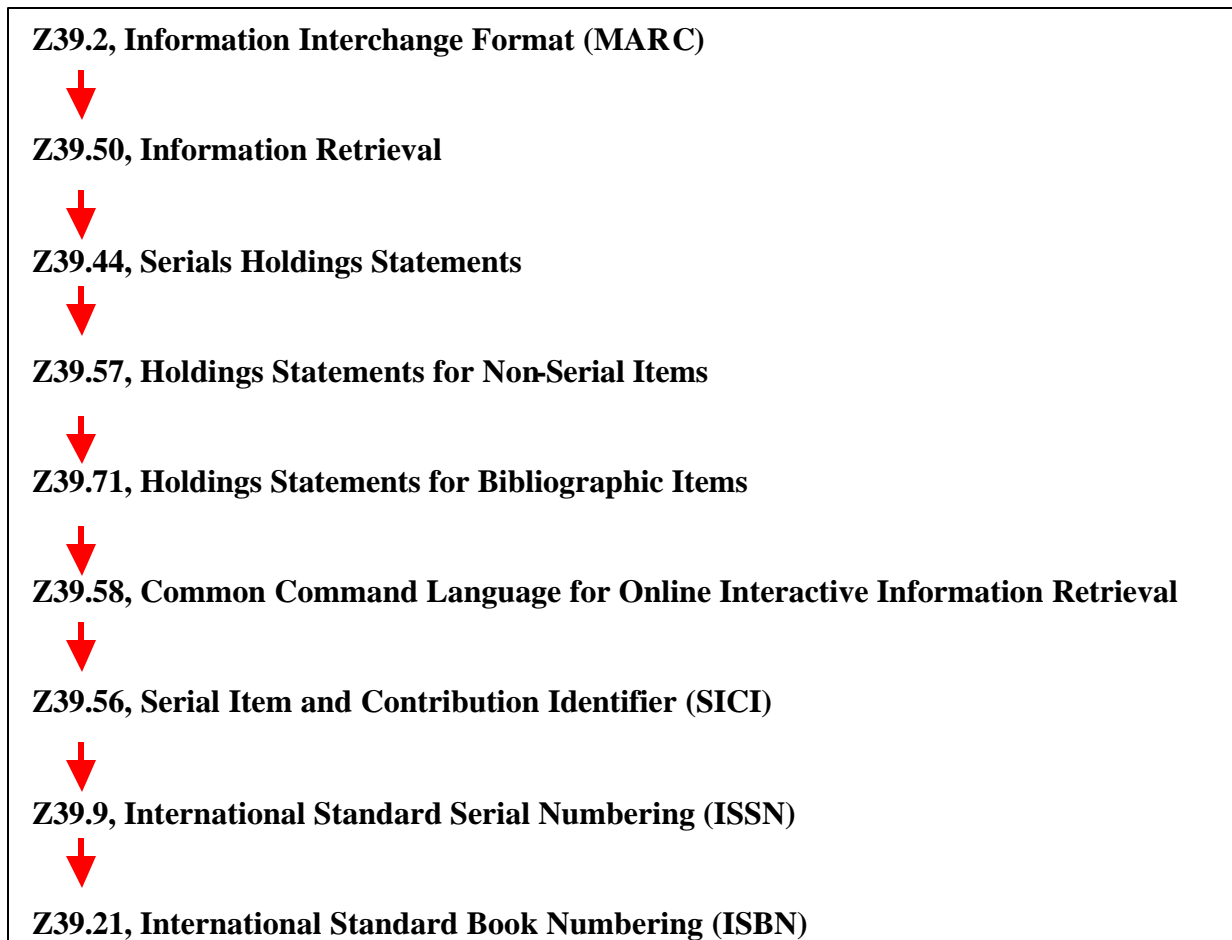 Z39.2, Information Interchange Format (MARC)
Z39.50, Information Retrieval
Z39.44, Serials Holdings Statements
Z39.57, Holdings Statements for Non-Serial Items
Z39.71, Holdings Statements for Bibliographic Items
Z39.58, Common Command Language for Online Interactive Information Retrieval
Z39.56, Serial Item and Contribution Identifier (SICI)
Z39.9, International Standard Serial Numbering (ISSN)
Z39.21, International Standard Book Numbering (ISBN)